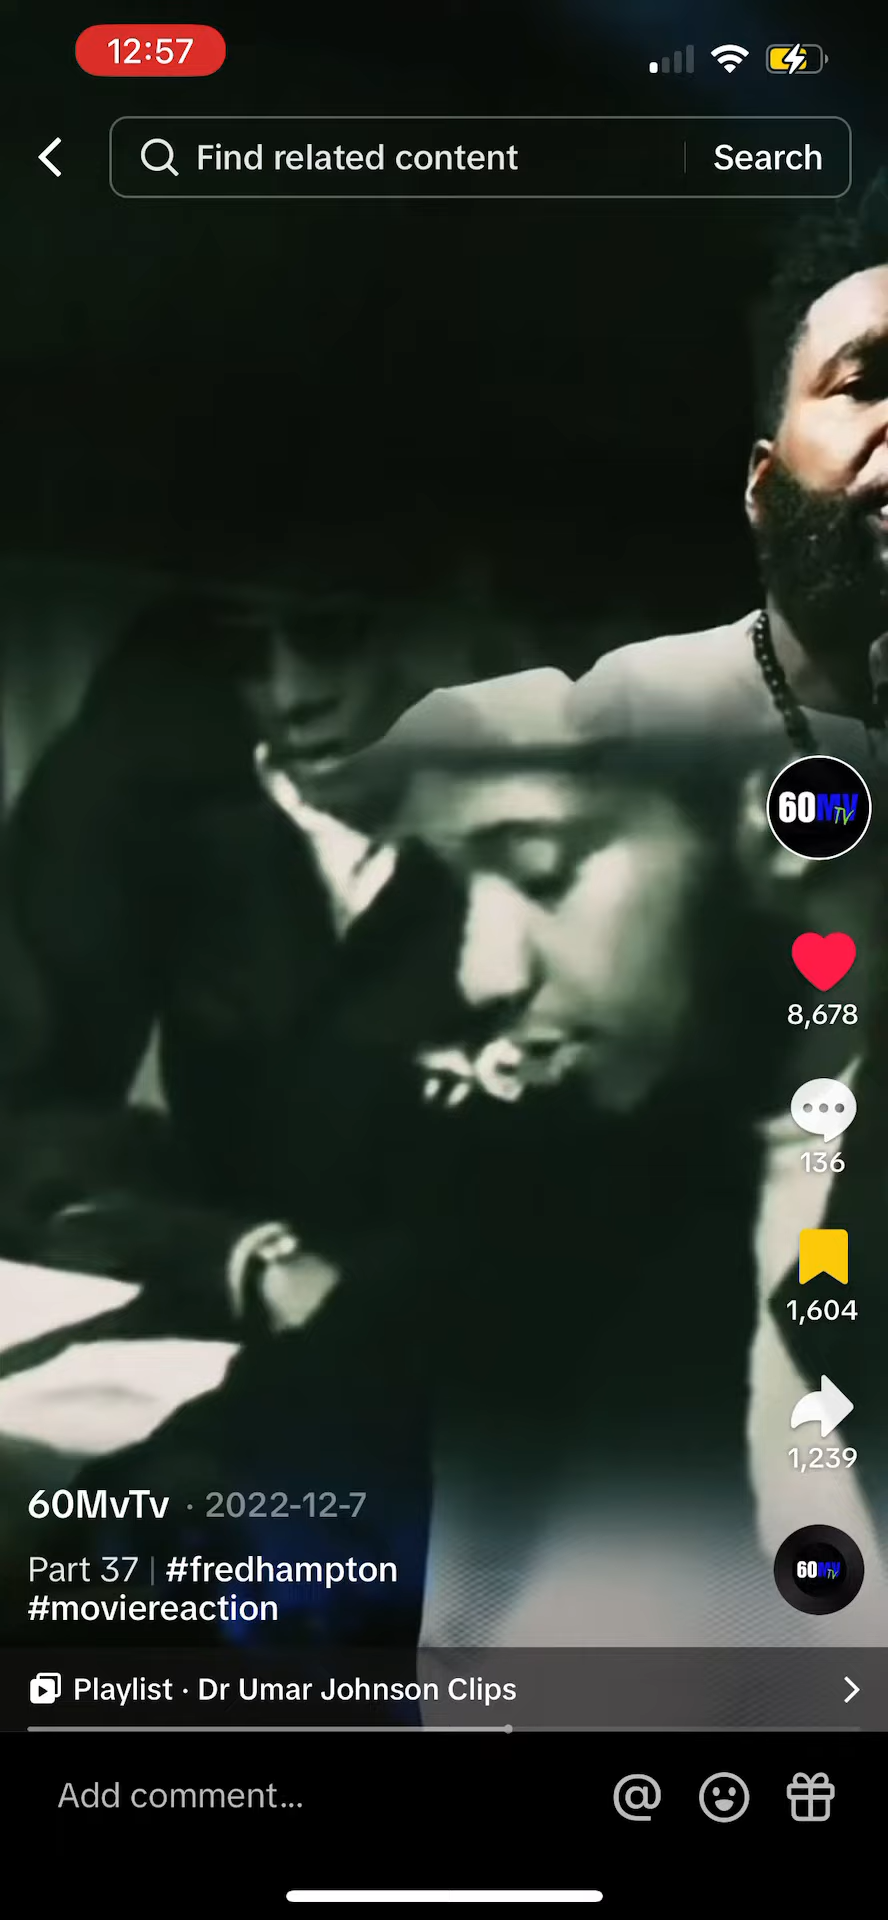 12:57
Find related content
Search
60MVTV
8,678
136
1,604
1,239
60MvTv · 2022-12-7
Part 37 | #fredhampton
#moviereaction
60MVTV
Playlist · Dr Umar Johnson Clips
Add comment...